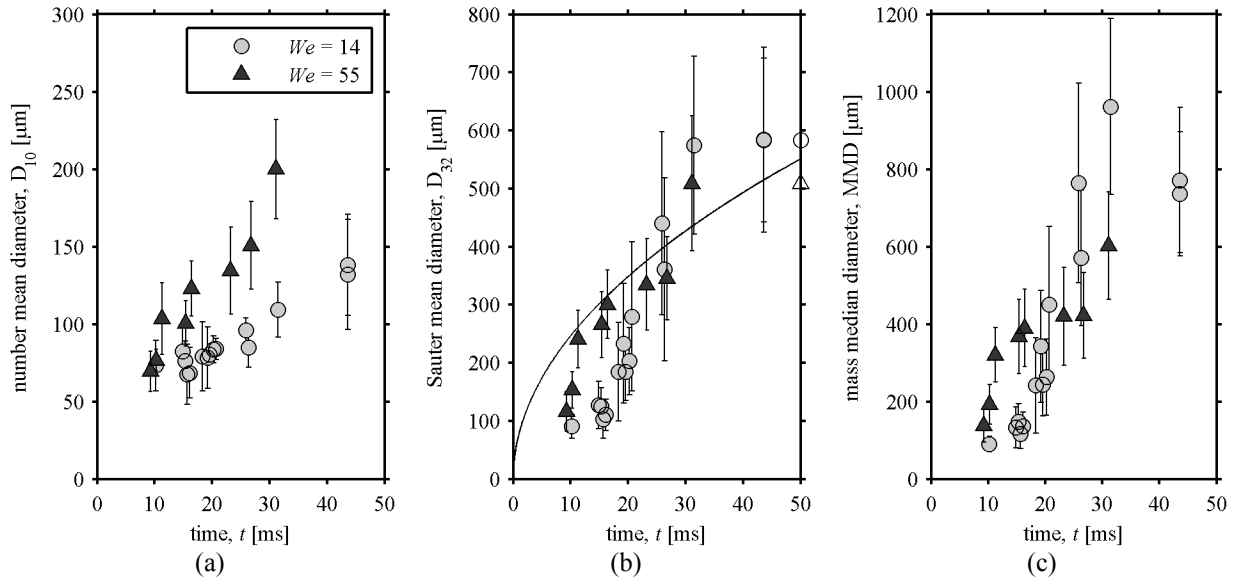 300
250
200
150
100
50
0
number mean diameter, D10 [μm]
We = 14
We = 55
0 10 20 30 40 50
time, t [ms]
(a)
800
700
600
500
400
300
200
100
0
Sauter mean diameter, D32 [μm]
0 10 20 30 40 50
time, t [ms]
(b)
1200
1000
800
600
400
200
0
mass median diameter, MMD [μm]
0 10 20 30 40 50
time, t [ms]
(c)